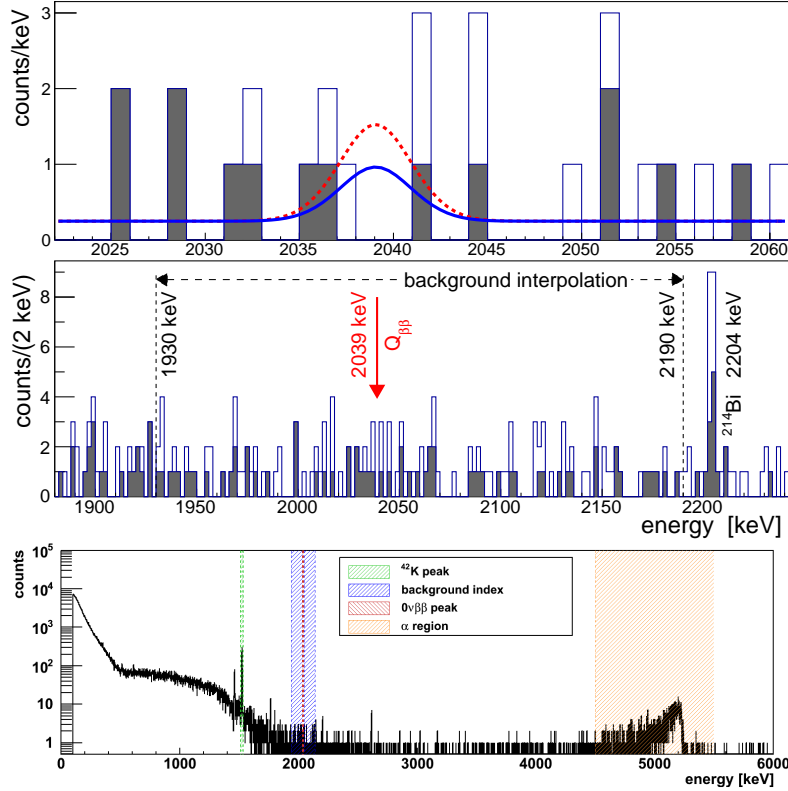 counts/keV
3
2
1
0
2025 2030 2035 2040 2045 2050 2055 2060
counts/(2 keV)
8
6
4
2
0
background interpolation
1930 keV
2039 keV
Qββ
2190 keV
2204 keV
²¹⁴Bi
1900 1950 2000 2050 2100 2150 2200
energy [keV]
counts
10⁵
10⁴
10³
10²
10
1
⁴²K peak
background index
0νββ peak
α region
0 1000 2000 3000 4000 5000 6000
energy [keV]